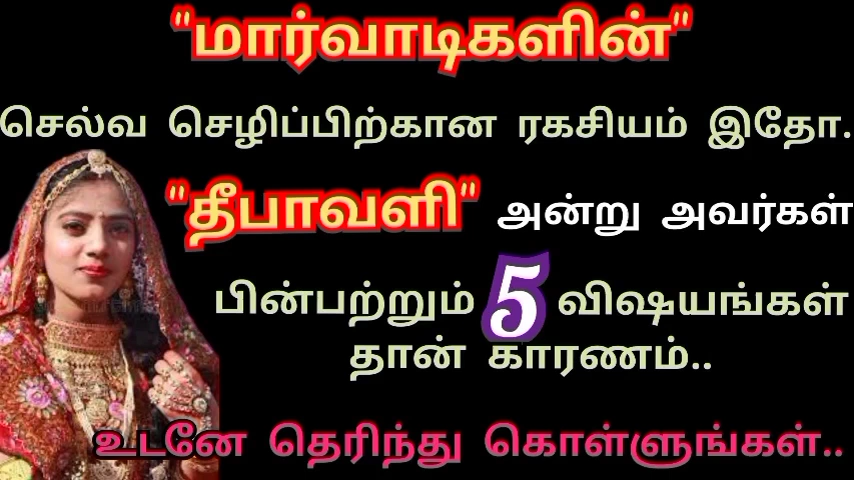 "மார்வாடிகளின்"
செல்வ செழிப்பிற்கான ரகசியம் இதோ.
"தீபாவளி" அன்று அவர்கள்
பின்பற்றும் 5 விஷயங்கள்
தான் காரணம்..
உடனே தெரிந்து கொள்ளுங்கள்..